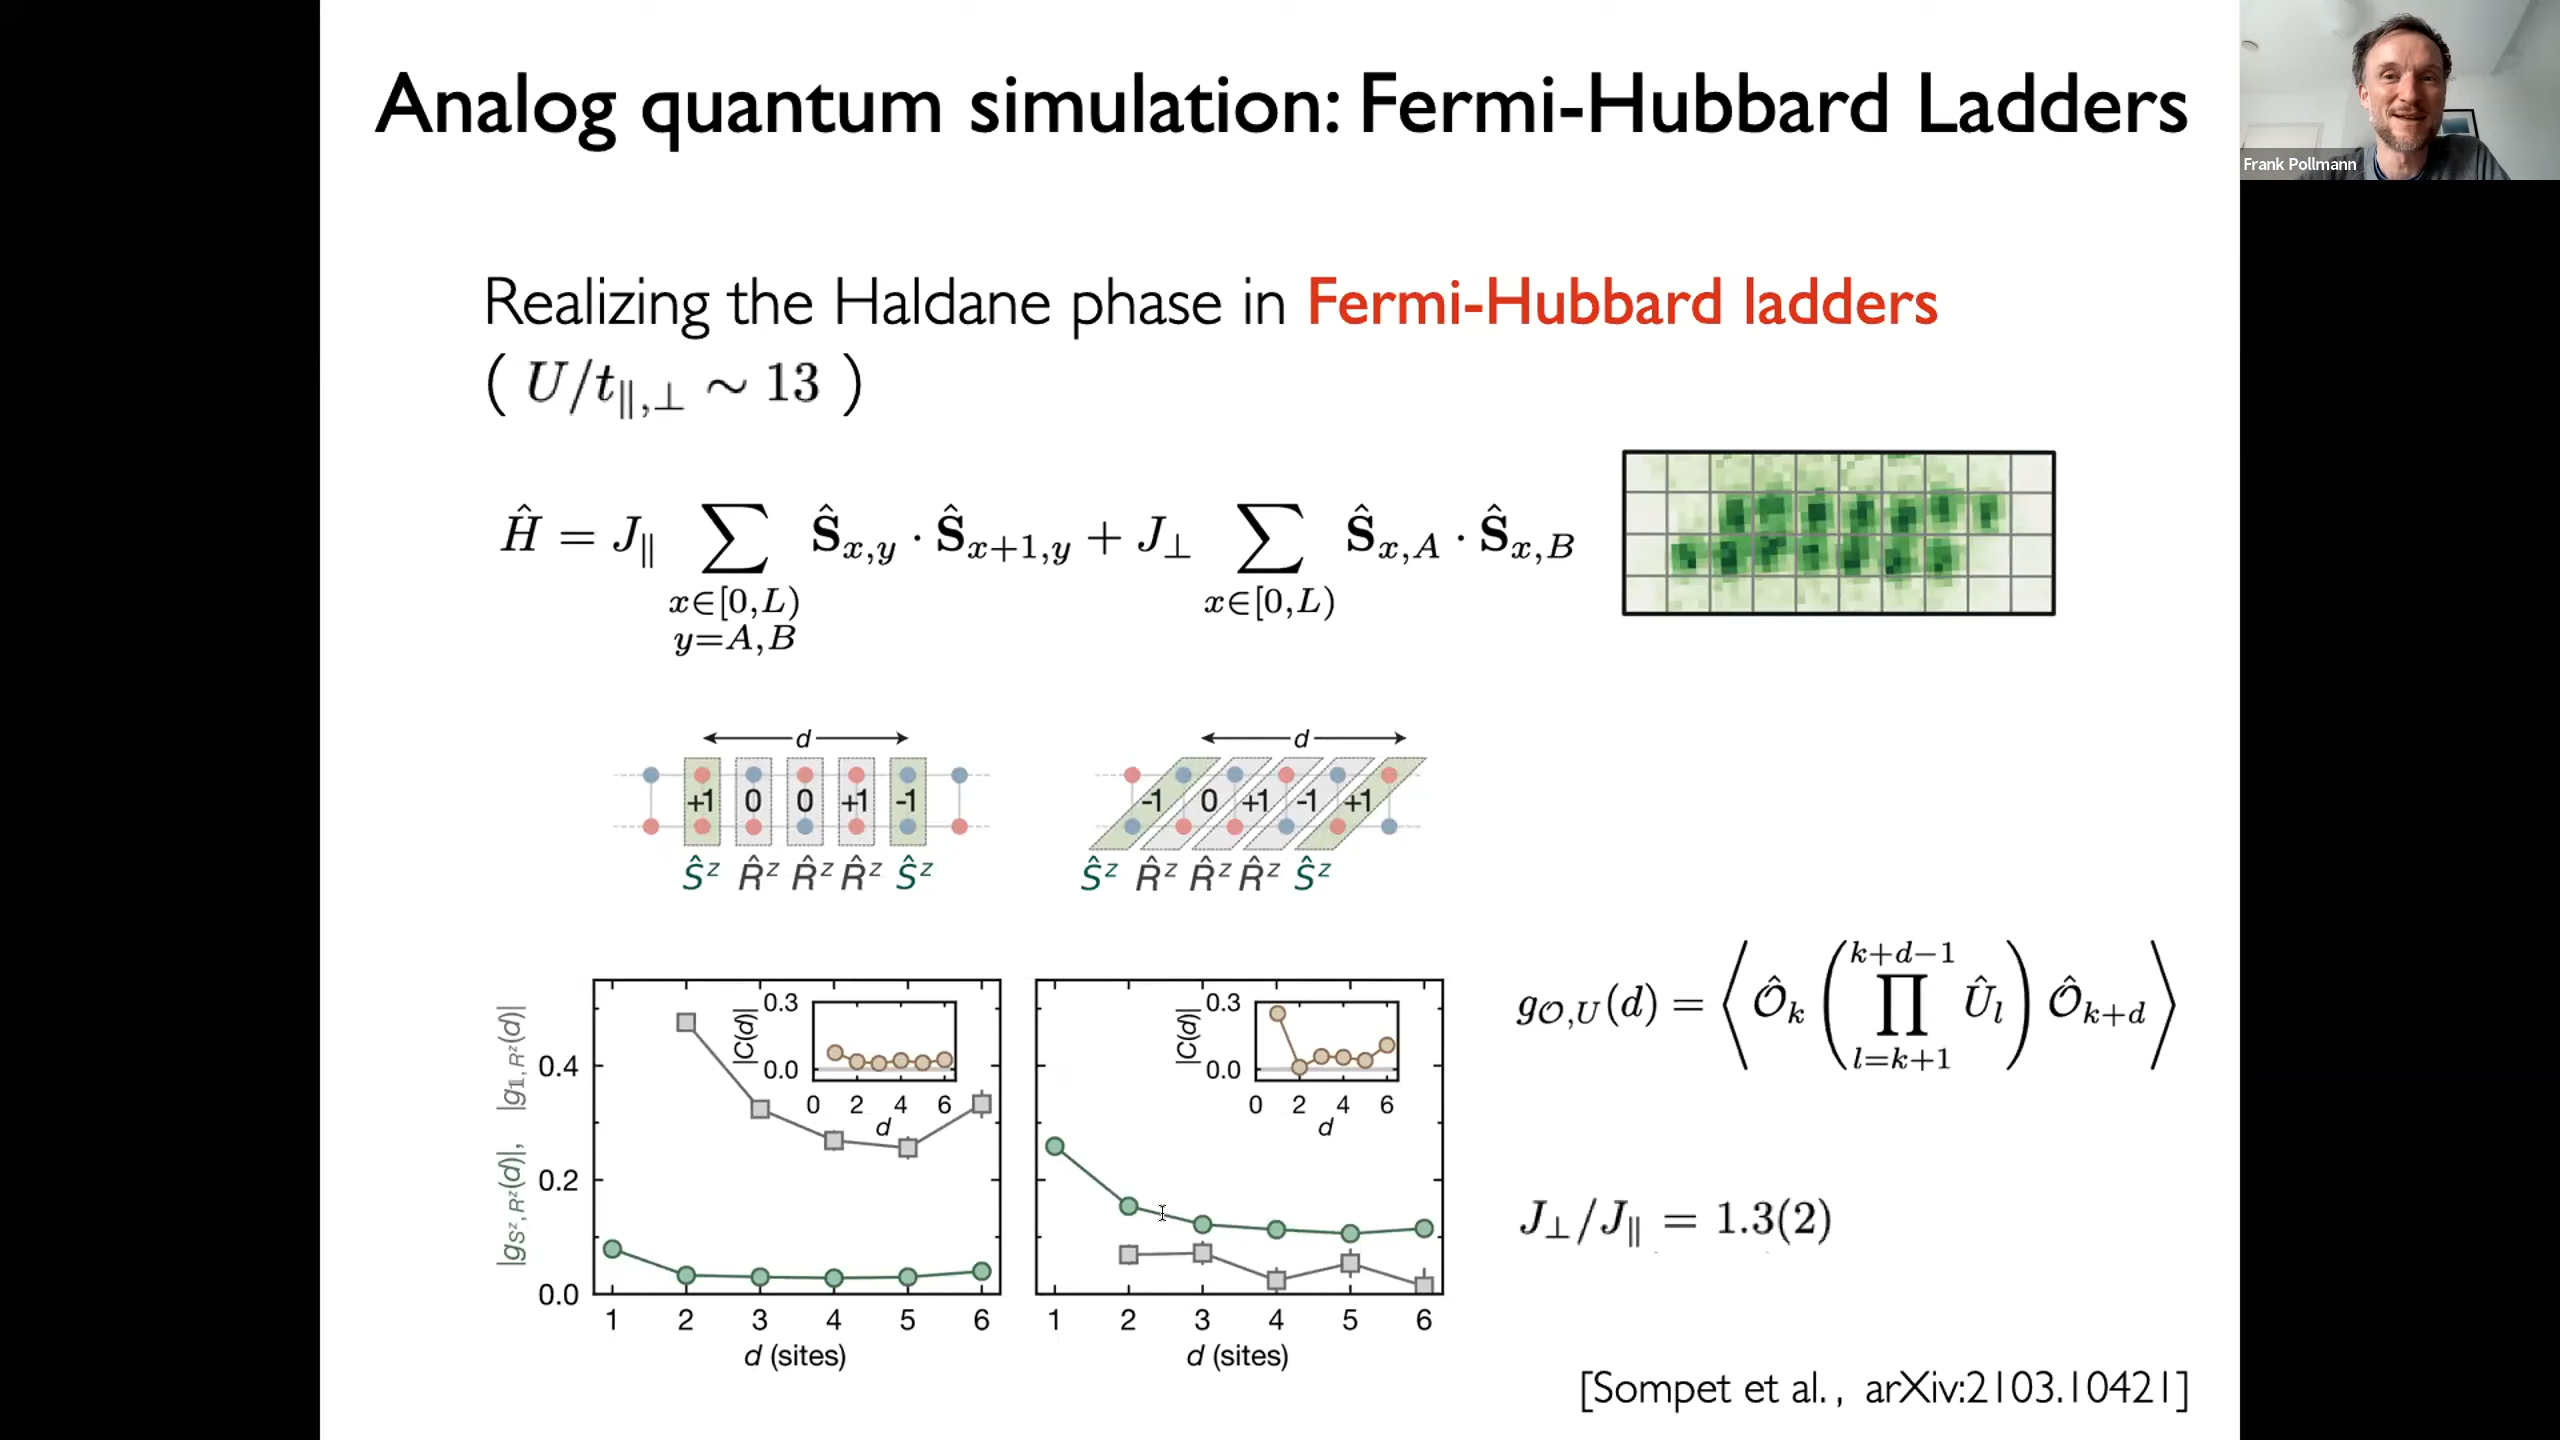 Analog quantum simulation: Fermi-Hubbard Ladders
Frank Pollmann
Realizing the Haldane phase in Fermi-Hubbard ladders
( U/t∥,⊥ ∼ 13 )
Ĥ = J∥ ∑ Ŝx,y · Ŝx+1,y + J⊥ ∑ Ŝx,A · Ŝx,B
x∈[0,L) x∈[0,L)
y=A,B
d d
+1 0 0 +1 -1 -1 0 +1 -1 +1
Ŝz R̂z R̂z R̂z Ŝz Ŝz R̂z R̂z R̂z Ŝz
|gSz,Rz(d)|, |g𝟙,Rz(d)|
0.4
0.2
0.0
1 2 3 4 5 6
d (sites)
|C(d)|
0.3
0.0
0 2 4 6
d
1 2 3 4 5 6
d (sites)
|C(d)|
0.3
0.0
0 2 4 6
d
gO,U(d) = ⟨ Ôk ( ∏ l=k+1 k+d−1 Ûl ) Ôk+d ⟩
J⊥/J∥ = 1.3(2)
[Sompet et al., arXiv:2103.10421]